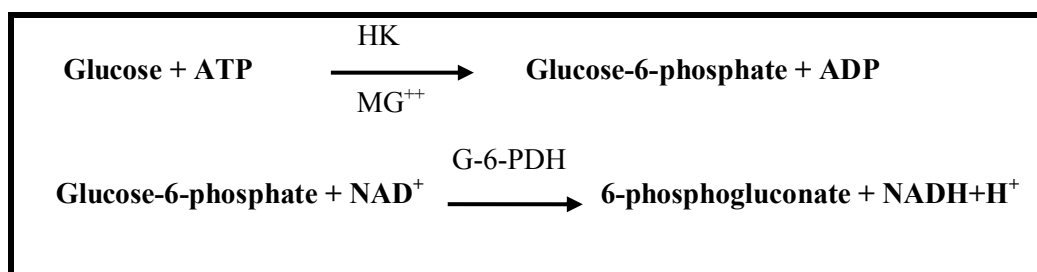 HK
Glucose + ATP Glucose-6-phosphate + ADP
MG++
G-6-PDH
Glucose-6-phosphate + NAD+ 6-phosphogluconate + NADH+H+